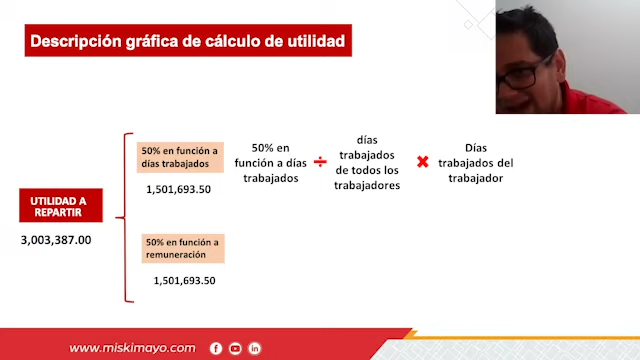 Descripción gráfica de cálculo de utilidad
50% en función a
días trabajados
1,501,693.50
50% en
función a días
trabajados
÷
días
trabajados
de todos los
trabajadores
×
Días
trabajados del
trabajador
UTILIDAD A
REPARTIR
3,003,387.00
50% en función a
remuneración
1,501,693.50
www.miskimayo.com